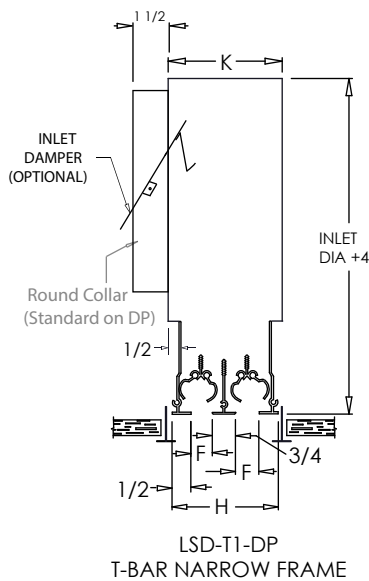 1 1/2
K
INLET
DAMPER
(OPTIONAL)
INLET
DIA +4
Round Collar
(Standard on DP)
1/2
F
3/4
F
1/2
H
LSD-T1-DP
T-BAR NARROW FRAME